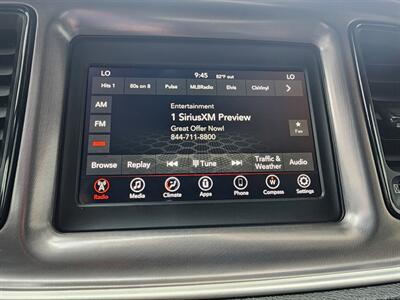 LO 9:45 82°F out LO
Hits 1 80s on 8 Pulse MLBRadio Elvis ClsVinyl
AM
FM
Entertainment
1 SiriusXM Preview
Great Offer Now!
844-711-8800
Fav
Browse Replay Tune Traffic & Weather Audio
Radio Media Climate Apps Phone Compass Settings